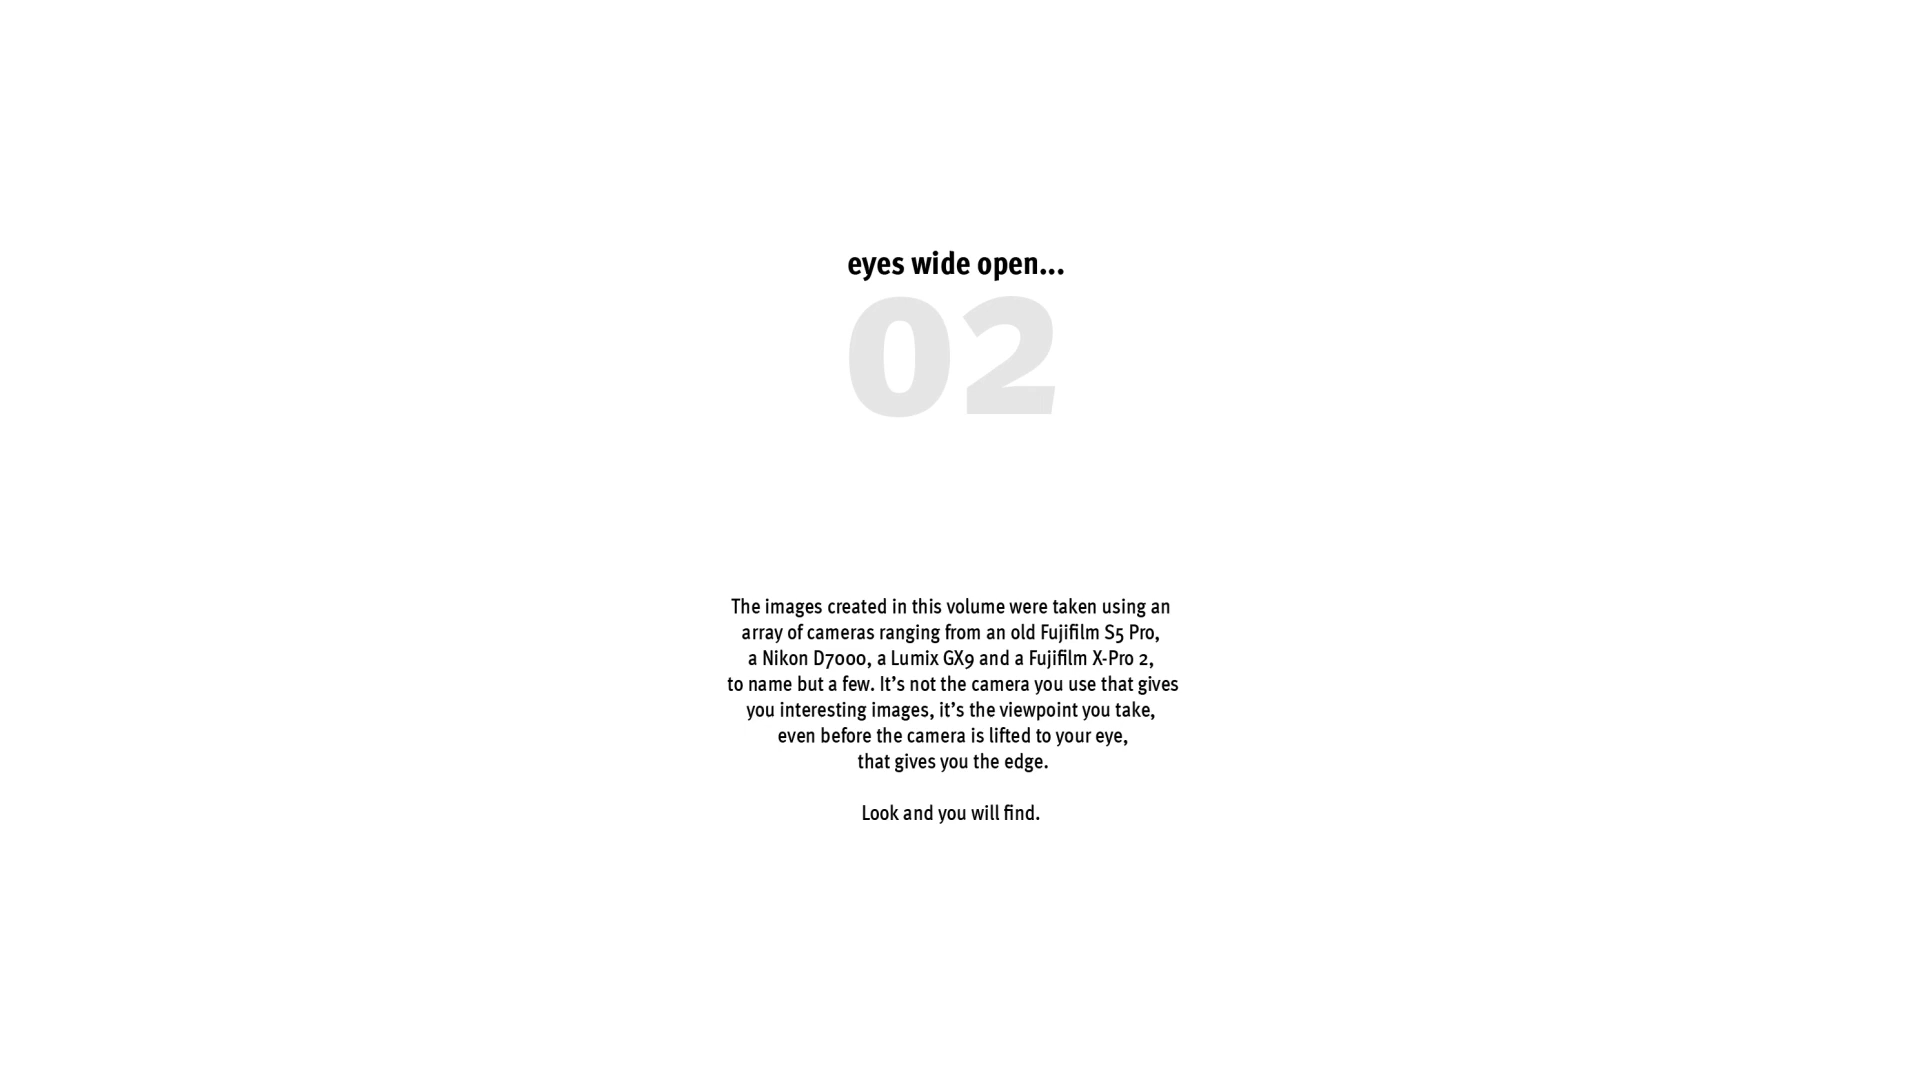 eyes wide open...
02
The images created in this volume were taken using an
array of cameras ranging from an old Fujifilm S5 Pro,
a Nikon D7000, a Lumix GX9 and a Fujifilm X-Pro 2,
to name but a few. It’s not the camera you use that gives
you interesting images, it’s the viewpoint you take,
even before the camera is lifted to your eye,
that gives you the edge.
Look and you will find.